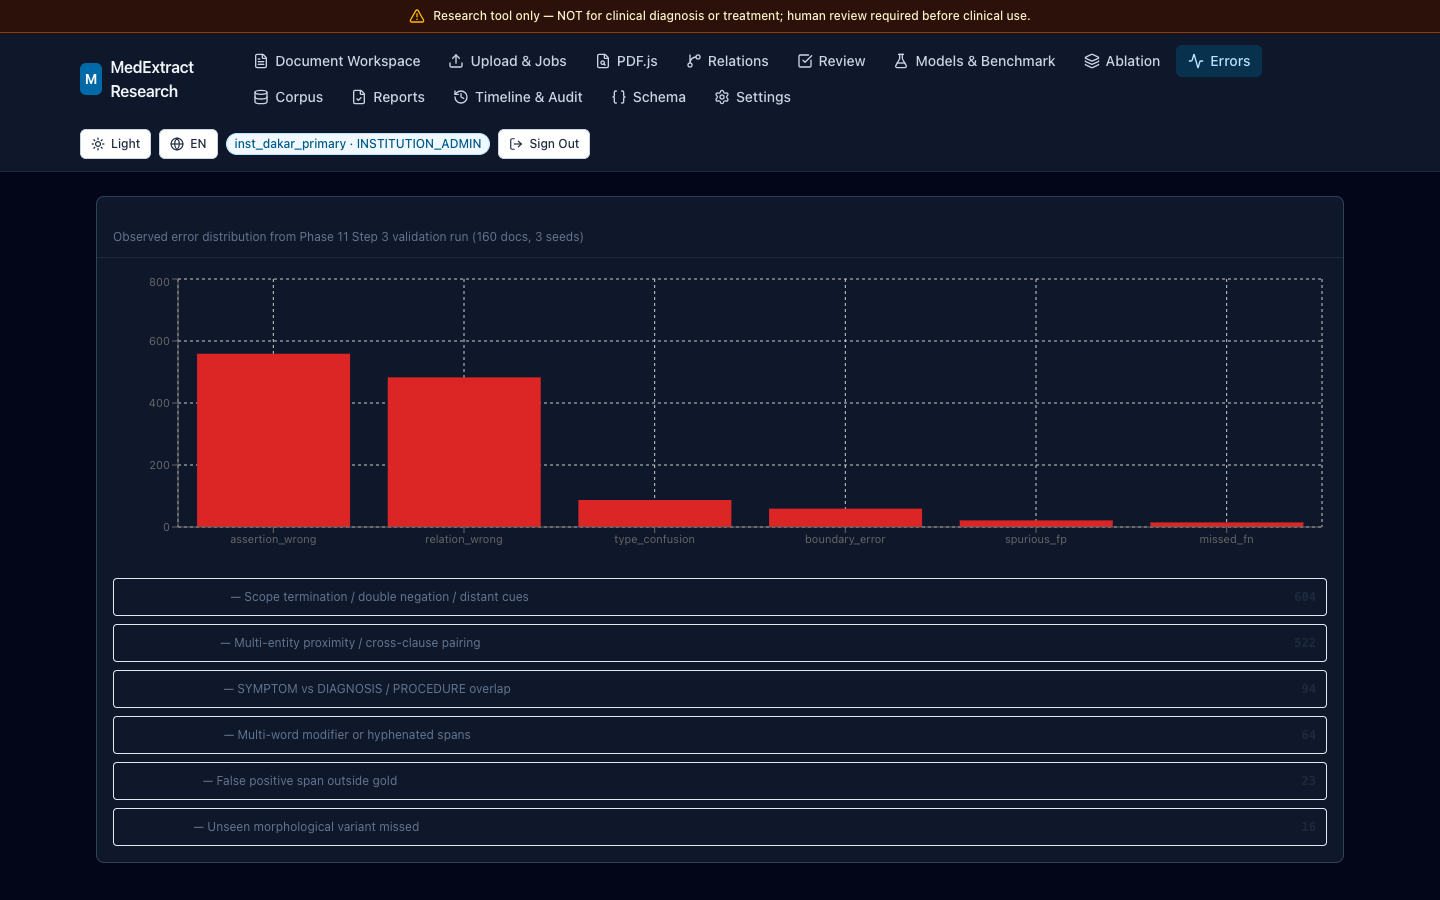 Research tool only — NOT for clinical diagnosis or treatment; human review required before clinical use.
M
MedExtract
Research
Document Workspace
Upload & Jobs
PDF.js
Relations
Review
Models & Benchmark
Ablation
Errors
Corpus
Reports
Timeline & Audit
{} Schema
Settings
Light
EN
inst_dakar_primary · INSTITUTION_ADMIN
Sign Out
Observed error distribution from Phase 11 Step 3 validation run (160 docs, 3 seeds)
800
600
400
200
0
assertion_wrong
relation_wrong
type_confusion
boundary_error
spurious_fp
missed_fn
— Scope termination / double negation / distant cues
604
— Multi-entity proximity / cross-clause pairing
522
— SYMPTOM vs DIAGNOSIS / PROCEDURE overlap
94
— Multi-word modifier or hyphenated spans
64
— False positive span outside gold
23
— Unseen morphological variant missed
16